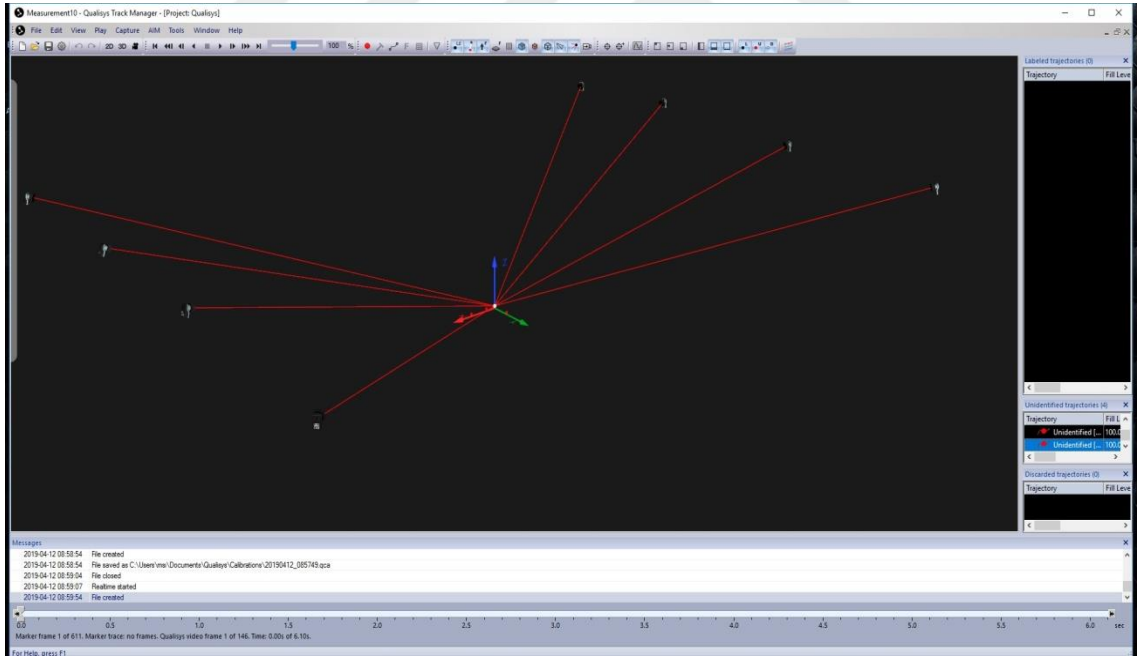 Measurement10 - Qualisys Track Manager - [Project: Qualisys]
File Edit View Play Capture AIM Tools Window Help
2D 3D 100 %
Labeled trajectories (0)
Trajectory Fill Leve
Z
Unidentified trajectories (4)
Trajectory Fill L
Unidentified [... 100.0
Unidentified [... 100.0
Discarded trajectories (0)
Trajectory Fill Leve
Messages
2019-04-12 08:58:54 File created
2019-04-12 08:58:54 File saved as C:\Users\ms\Documents\Qualisys\Calibrations\20190412_085749.qca
2019-04-12 08:59:04 File closed
2019-04-12 08:59:07 Realtime started
2019-04-12 08:59:54 File created
0.0 0.5 1.0 1.5 2.0 2.5 3.0 3.5 4.0 4.5 5.0 5.5 6.0 sec
Marker frame 1 of 611. Marker trace: no frames. Qualisys video frame 1 of 146. Time: 0.00s of 6.10s.
For Help, press F1